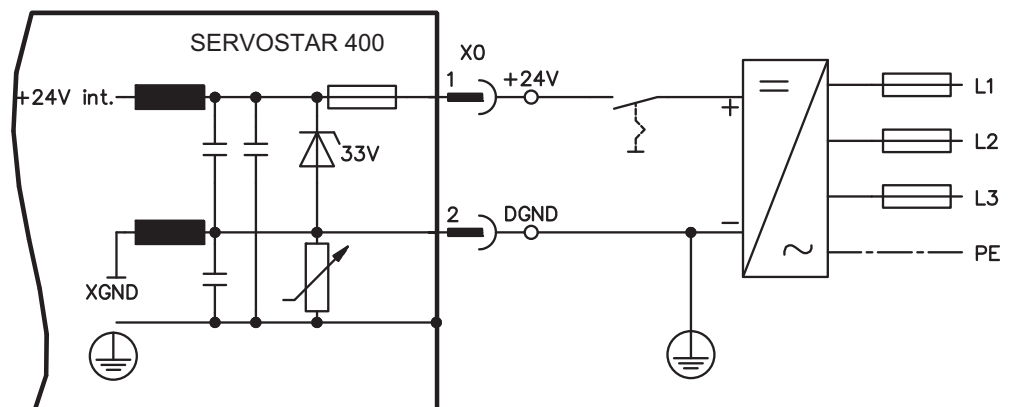 SERVOSTAR 400
X0
1
+24V
+24V int.
+
L1
L2
33V
L3
2
DGND
−
PE
XGND